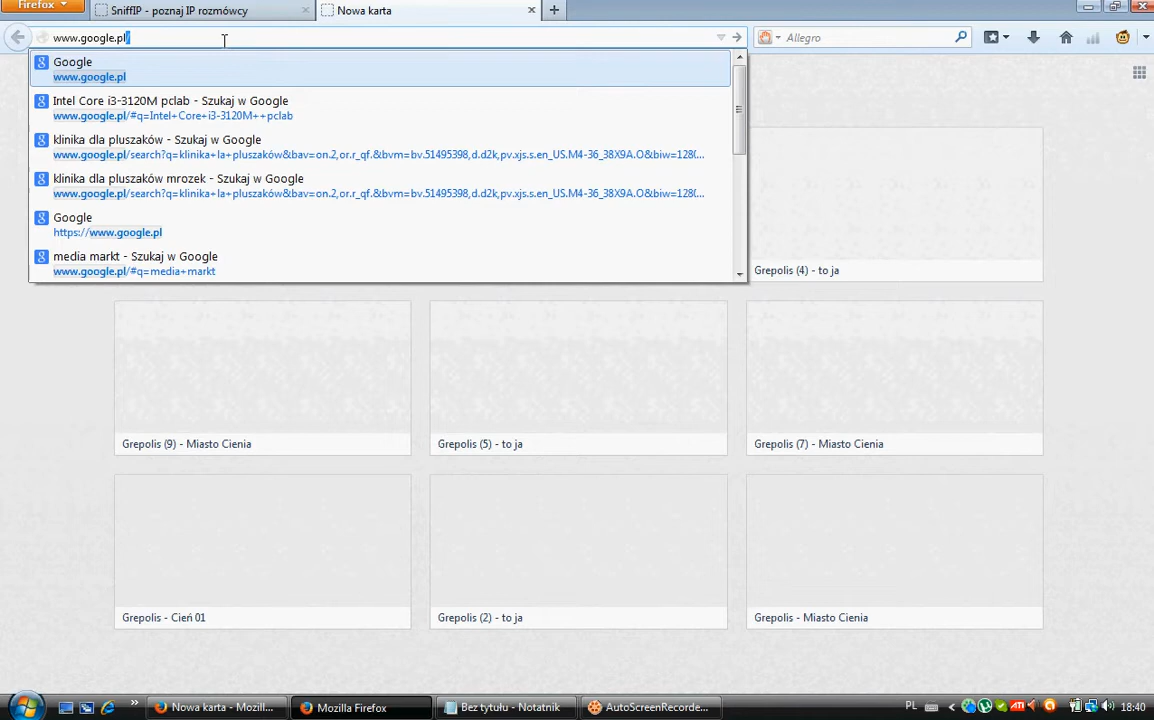 Firefox
SniffIP - poznaj IP rozmówcy
Nowa karta
www.google.pl/
Allegro
Google
www.google.pl
Intel Core i3-3120M pclab - Szukaj w Google
www.google.pl/#q=Intel+Core+i3-3120M++pclab
klinika dla pluszaków - Szukaj w Google
www.google.pl/search?q=klinika+la+pluszaków&bav=on.2,or.r_qf.&bvm=bv.51495398,d.d2k,pv.xjs.s.en_US.M4-36_38X9A.O&biw=128(...
klinika dla pluszaków mrozek - Szukaj w Google
www.google.pl/search?q=klinika+la+pluszaków&bav=on.2,or.r_qf.&bvm=bv.51495398,d.d2k,pv.xjs.s.en_US.M4-36_38X9A.O&biw=128(...
Google
https://www.google.pl
media markt - Szukaj w Google
www.google.pl/#q=media+markt
Grepolis (4) - to ja
Grepolis (9) - Miasto Cienia
Grepolis (5) - to ja
Grepolis (7) - Miasto Cienia
Grepolis - Cień 01
Grepolis (2) - to ja
Grepolis - Miasto Cienia
Nowa karta - Mozill...
Mozilla Firefox
Bez tytułu - Notatnik
AutoScreenRecorde...
PL
18:40